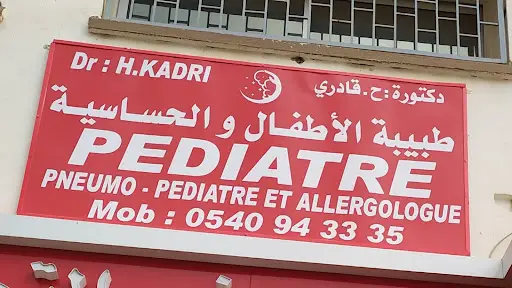 Dr : H.KADRI
دكتورة : ح - قادري
طبيبة الأطفال و الحساسية
PEDIATRE
PNEUMO - PEDIATRE ET ALLERGOLOGUE
Mob : 0540 94 33 35